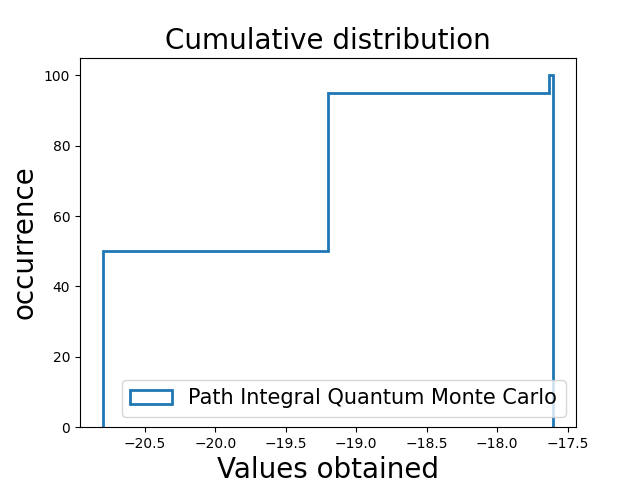 Cumulative distribution
100
80
60
40
20
0
occurrence
Path Integral Quantum Monte Carlo
−20.5 −20.0 −19.5 −19.0 −18.5 −18.0 −17.5
Values obtained